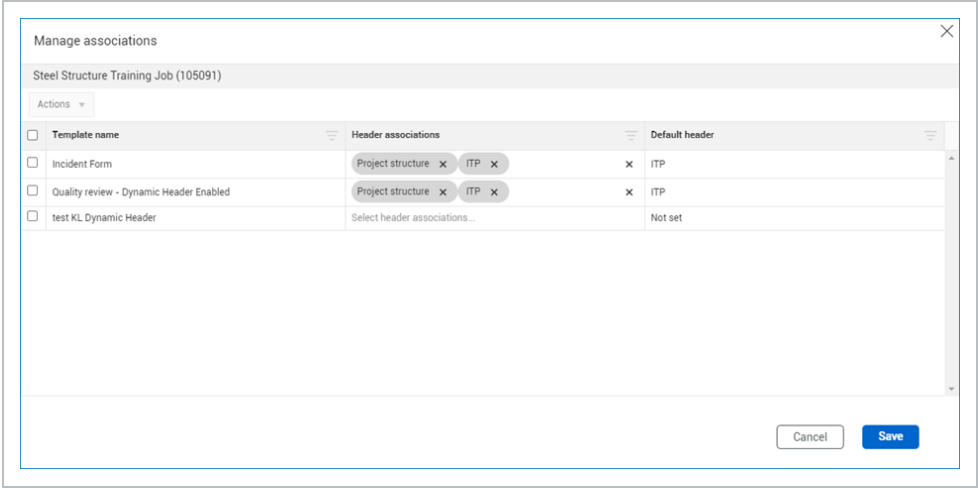 Manage associations
Steel Structure Training Job (105091)
Actions
Template name Header associations Default header
Incident Form Project structure ITP ITP
Quality review - Dynamic Header Enabled Project structure ITP ITP
test KL Dynamic Header Select header associations... Not set
Cancel Save